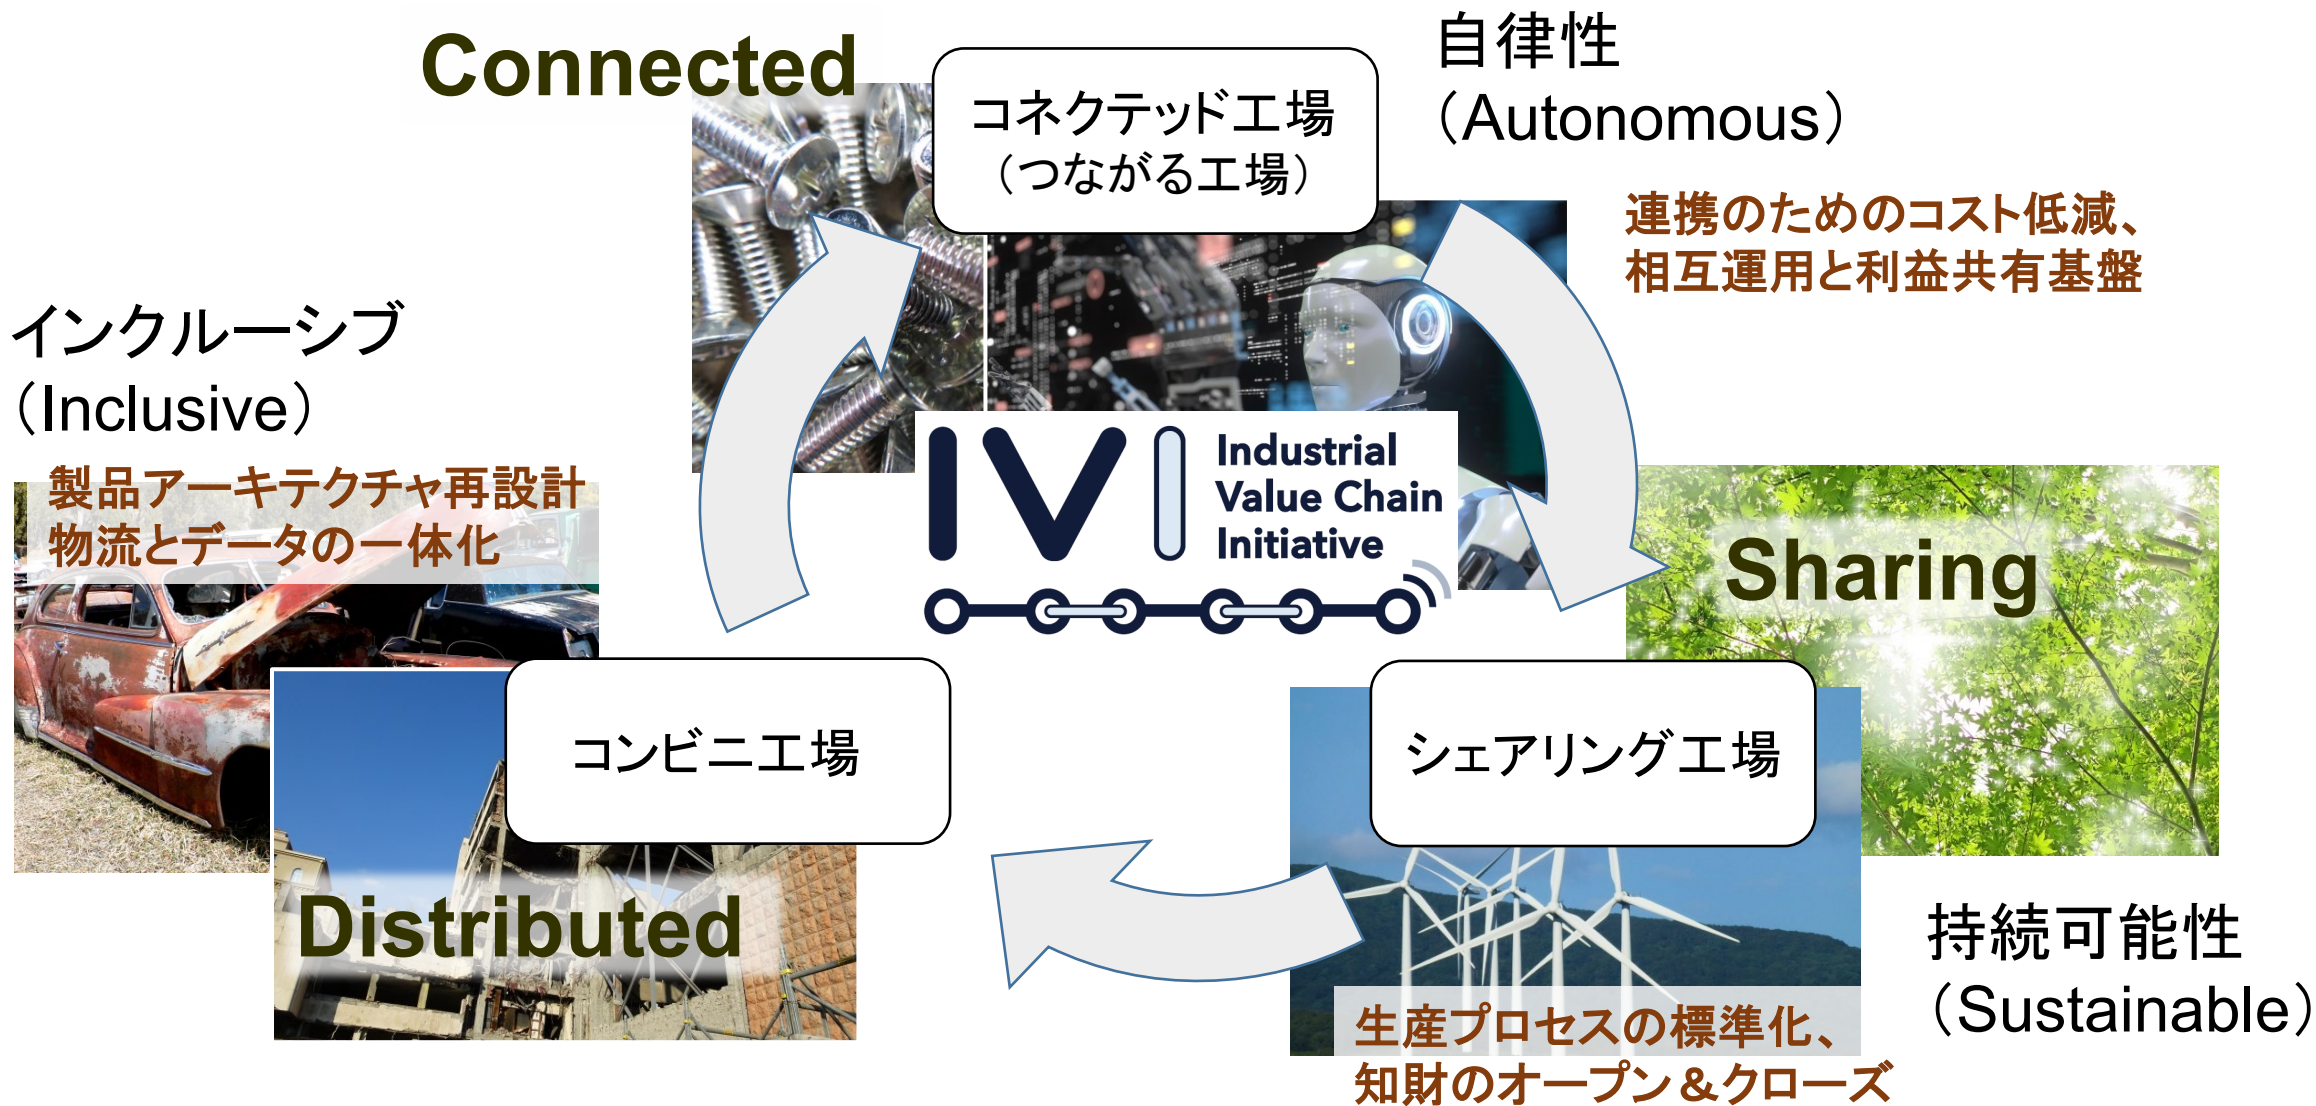 Connected
コネクテッド工場
（つながる工場）
自律性
（Autonomous）
連携のためのコスト低減、
相互運用と利益共有基盤
インクルーシブ
（Inclusive）
製品アーキテクチャ再設計
物流とデータの一体化
IVI
Industrial
Value Chain
Initiative
Sharing
コンビニ工場
シェアリング工場
Distributed
持続可能性
（Sustainable）
生産プロセスの標準化、
知財のオープン＆クローズ